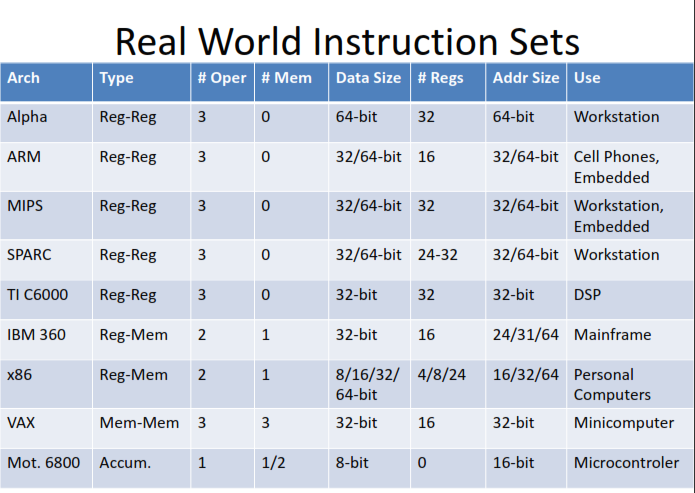 Real World Instruction Sets
Arch Type # Oper # Mem Data Size # Regs Addr Size Use
Alpha Reg-Reg 3 0 64-bit 32 64-bit Workstation
ARM Reg-Reg 3 0 32/64-bit 16 32/64-bit Cell Phones,
Embedded
MIPS Reg-Reg 3 0 32/64-bit 32 32/64-bit Workstation,
Embedded
SPARC Reg-Reg 3 0 32/64-bit 24-32 32/64-bit Workstation
TI C6000 Reg-Reg 3 0 32-bit 32 32-bit DSP
IBM 360 Reg-Mem 2 1 32-bit 16 24/31/64 Mainframe
x86 Reg-Mem 2 1 8/16/32/ 4/8/24 16/32/64 Personal
64-bit Computers
VAX Mem-Mem 3 3 32-bit 16 32-bit Minicomputer
Mot. 6800 Accum. 1 1/2 8-bit 0 16-bit Microcontroler